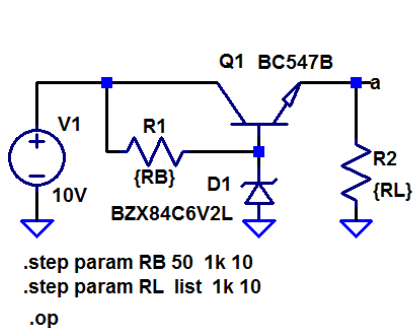 Q1 BC547B
a
V1
R1
R2
{RB}
D1
{RL}
10V
BZX84C6V2L
.step param RB 50 1k 10
.step param RL list 1k 10
.op